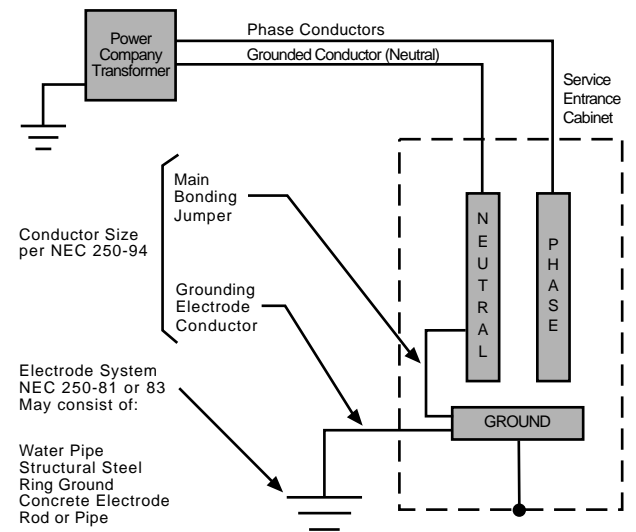 Power
Company
Transformer
Phase Conductors
Grounded Conductor (Neutral)
Service
Entrance
Cabinet
Main
Bonding
Jumper
Conductor Size
per NEC 250-94
Grounding
Electrode
Conductor
NEUTRAL
PHASE
Electrode System
NEC 250-81 or 83
May consist of:
GROUND
Water Pipe
Structural Steel
Ring Ground
Concrete Electrode
Rod or Pipe